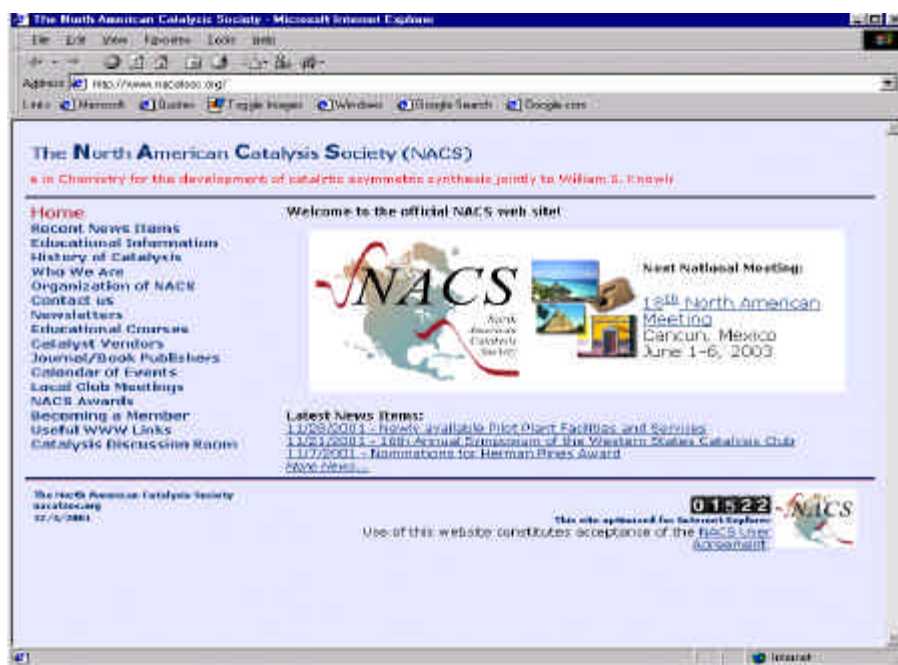 The North American Catalysis Society - Microsoft Internet Explorer
File Edit View Favorites Tools Help
Address http://www.nacatsoc.org/
Links Microsoft Quotes Toggle Images Windows Google Search Google.com
The North American Catalysis Society (NACS)
e in Chemistry for the development of catalytic asymmetric synthesis jointly to William S. Knowle
Home
Recent News Items
Educational Information
History of Catalysis
Who We Are
Organization of NACS
Contact us
Newsletters
Educational Courses
Catalyst Vendors
Journal/Book Publishers
Calendar of Events
Local Club Meetings
NACS Awards
Becoming a Member
Useful WWW Links
Catalysis Discussion Room
Welcome to the official NACS web site!
NACS
North
American
Catalysis
Society
Next National Meeting:
18th North American
Meeting
Cancun, Mexico
June 1-6, 2003
Latest News Items:
11/28/2001 - Newly available Pilot Plant Facilities and Services
11/21/2001 - 16th Annual Symposium of the Western States Catalysis Club
11/7/2001 - Nominations for Herman Pines Award
More News...
The North American Catalysis Society
nacatsoc.org
12/4/2001
01522
This site optimized for Internet Explorer
Use of this website constitutes acceptance of the NACS User
Agreement.
NACS
Internet